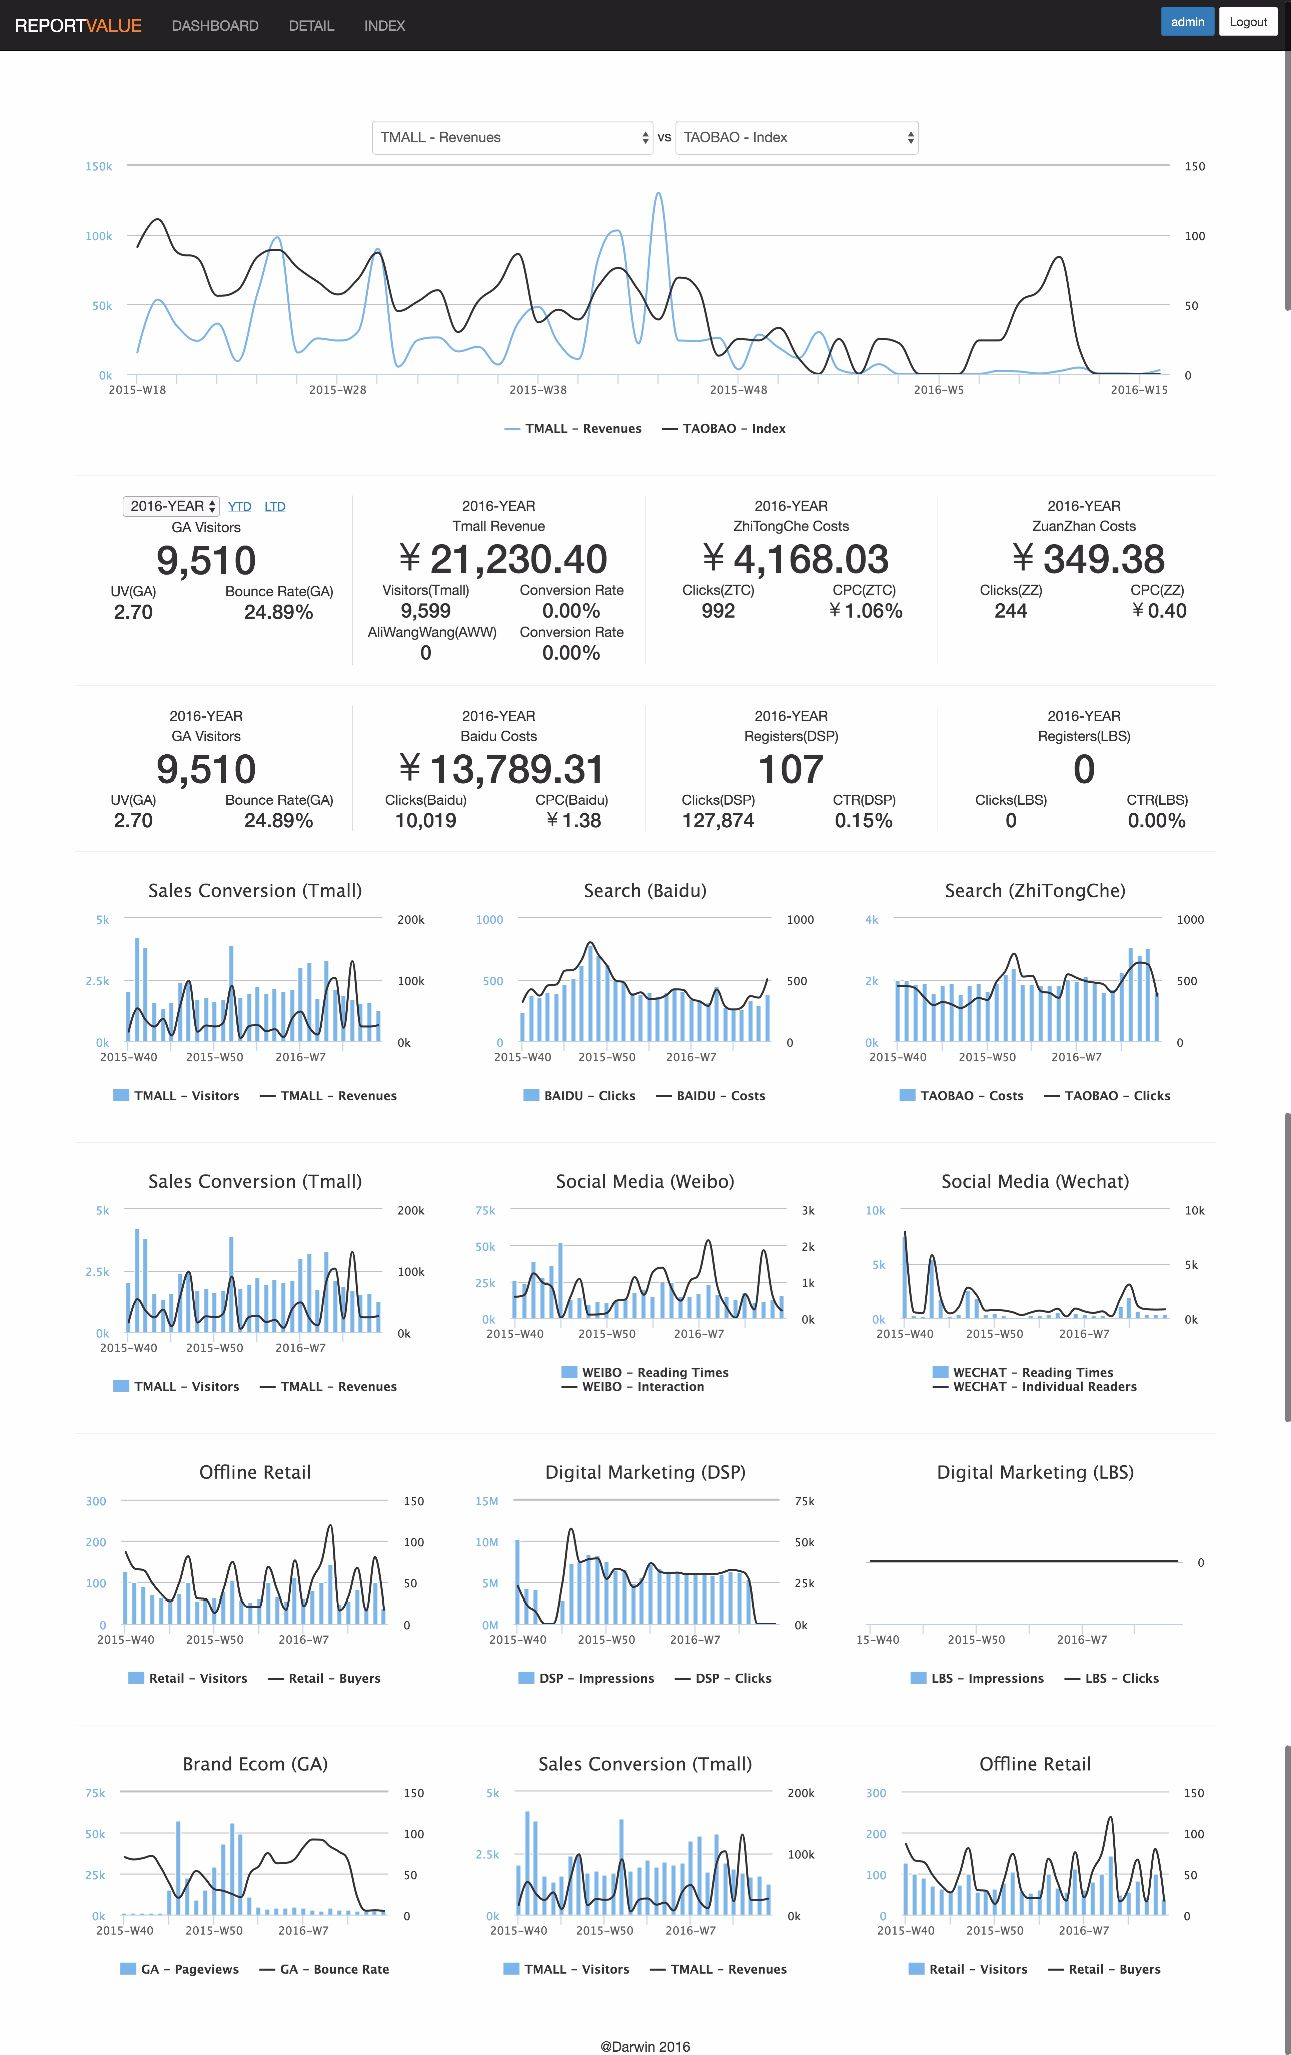 REPORTVALUE DASHBOARD DETAIL INDEX admin Logout
TMALL - Revenues vs TAOBAO - Index
150k 150
100k 100
50k 50
0k 0
2015-W18 2015-W28 2015-W38 2015-W48 2016-W5 2016-W15
TMALL - Revenues TAOBAO - Index
2016-YEAR YTD LTD 2016-YEAR 2016-YEAR 2016-YEAR
GA Visitors Tmall Revenue ZhiTongChe Costs ZuanZhan Costs
9,510 ¥ 21,230.40 ¥ 4,168.03 ¥ 349.38
UV(GA) Bounce Rate(GA) Visitors(Tmall) Conversion Rate Clicks(ZTC) CPC(ZTC) Clicks(ZZ) CPC(ZZ)
2.70 24.89% 9,599 0.00% 992 ¥ 1.06% 244 ¥ 0.40
AliWangWang(AWW) Conversion Rate
0 0.00%
2016-YEAR 2016-YEAR 2016-YEAR 2016-YEAR
GA Visitors Baidu Costs Registers(DSP) Registers(LBS)
9,510 ¥ 13,789.31 107 0
UV(GA) Bounce Rate(GA) Clicks(Baidu) CPC(Baidu) Clicks(DSP) CTR(DSP) Clicks(LBS) CTR(LBS)
2.70 24.89% 10,019 ¥ 1.38 127,874 0.15% 0 0.00%
Sales Conversion (Tmall) Search (Baidu) Search (ZhiTongChe)
5k 200k 1000 1000 4k 1000
2.5k 100k 500 500 2k 500
0k 0k 0 0 0k 0
2015-W40 2015-W50 2016-W7 2015-W40 2015-W50 2016-W7 2015-W40 2015-W50 2016-W7
TMALL - Visitors TMALL - Revenues BAIDU - Clicks BAIDU - Costs TAOBAO - Costs TAOBAO - Clicks
Sales Conversion (Tmall) Social Media (Weibo) Social Media (Wechat)
5k 200k 75k 3k 10k 10k
50k 2k
2.5k 100k 25k 1k 5k 5k
0k 0k 0k 0k 0k 0k
2015-W40 2015-W50 2016-W7 2015-W40 2015-W50 2016-W7 2015-W40 2015-W50 2016-W7
TMALL - Visitors TMALL - Revenues WEIBO - Reading Times WECHAT - Reading Times
WEIBO - Interaction WECHAT - Individual Readers
Offline Retail Digital Marketing (DSP) Digital Marketing (LBS)
300 150 15M 75k
200 100 10M 50k
100 50 5M 25k 0
0 0 0M 0k
2015-W40 2015-W50 2016-W7 2015-W40 2015-W50 2016-W7 15-W40 2015-W50 2016-W7
Retail - Visitors Retail - Buyers DSP - Impressions DSP - Clicks LBS - Impressions LBS - Clicks
Brand Ecom (GA) Sales Conversion (Tmall) Offline Retail
75k 150 5k 200k 300 150
50k 100 200 100
25k 50 2.5k 100k 100 50
0k 0 0k 0k 0 0
2015-W40 2015-W50 2016-W7 2015-W40 2015-W50 2016-W7 2015-W40 2015-W50 2016-W7
GA - Pageviews GA - Bounce Rate TMALL - Visitors TMALL - Revenues Retail - Visitors Retail - Buyers
@Darwin 2016